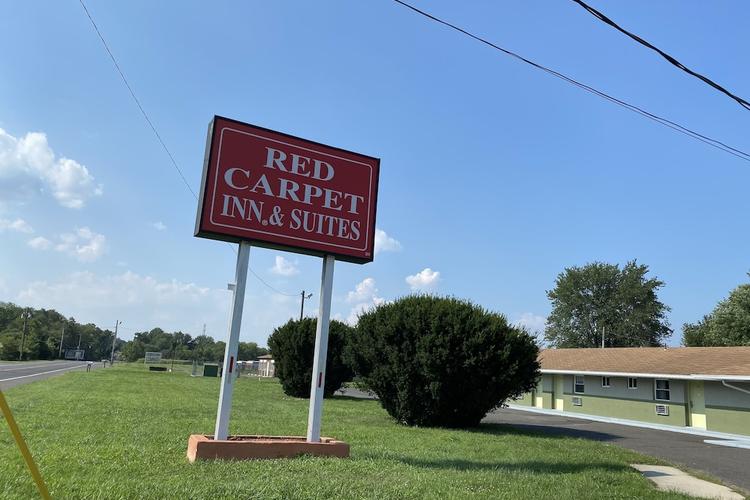 RED
CARPET
INN® & SUITES